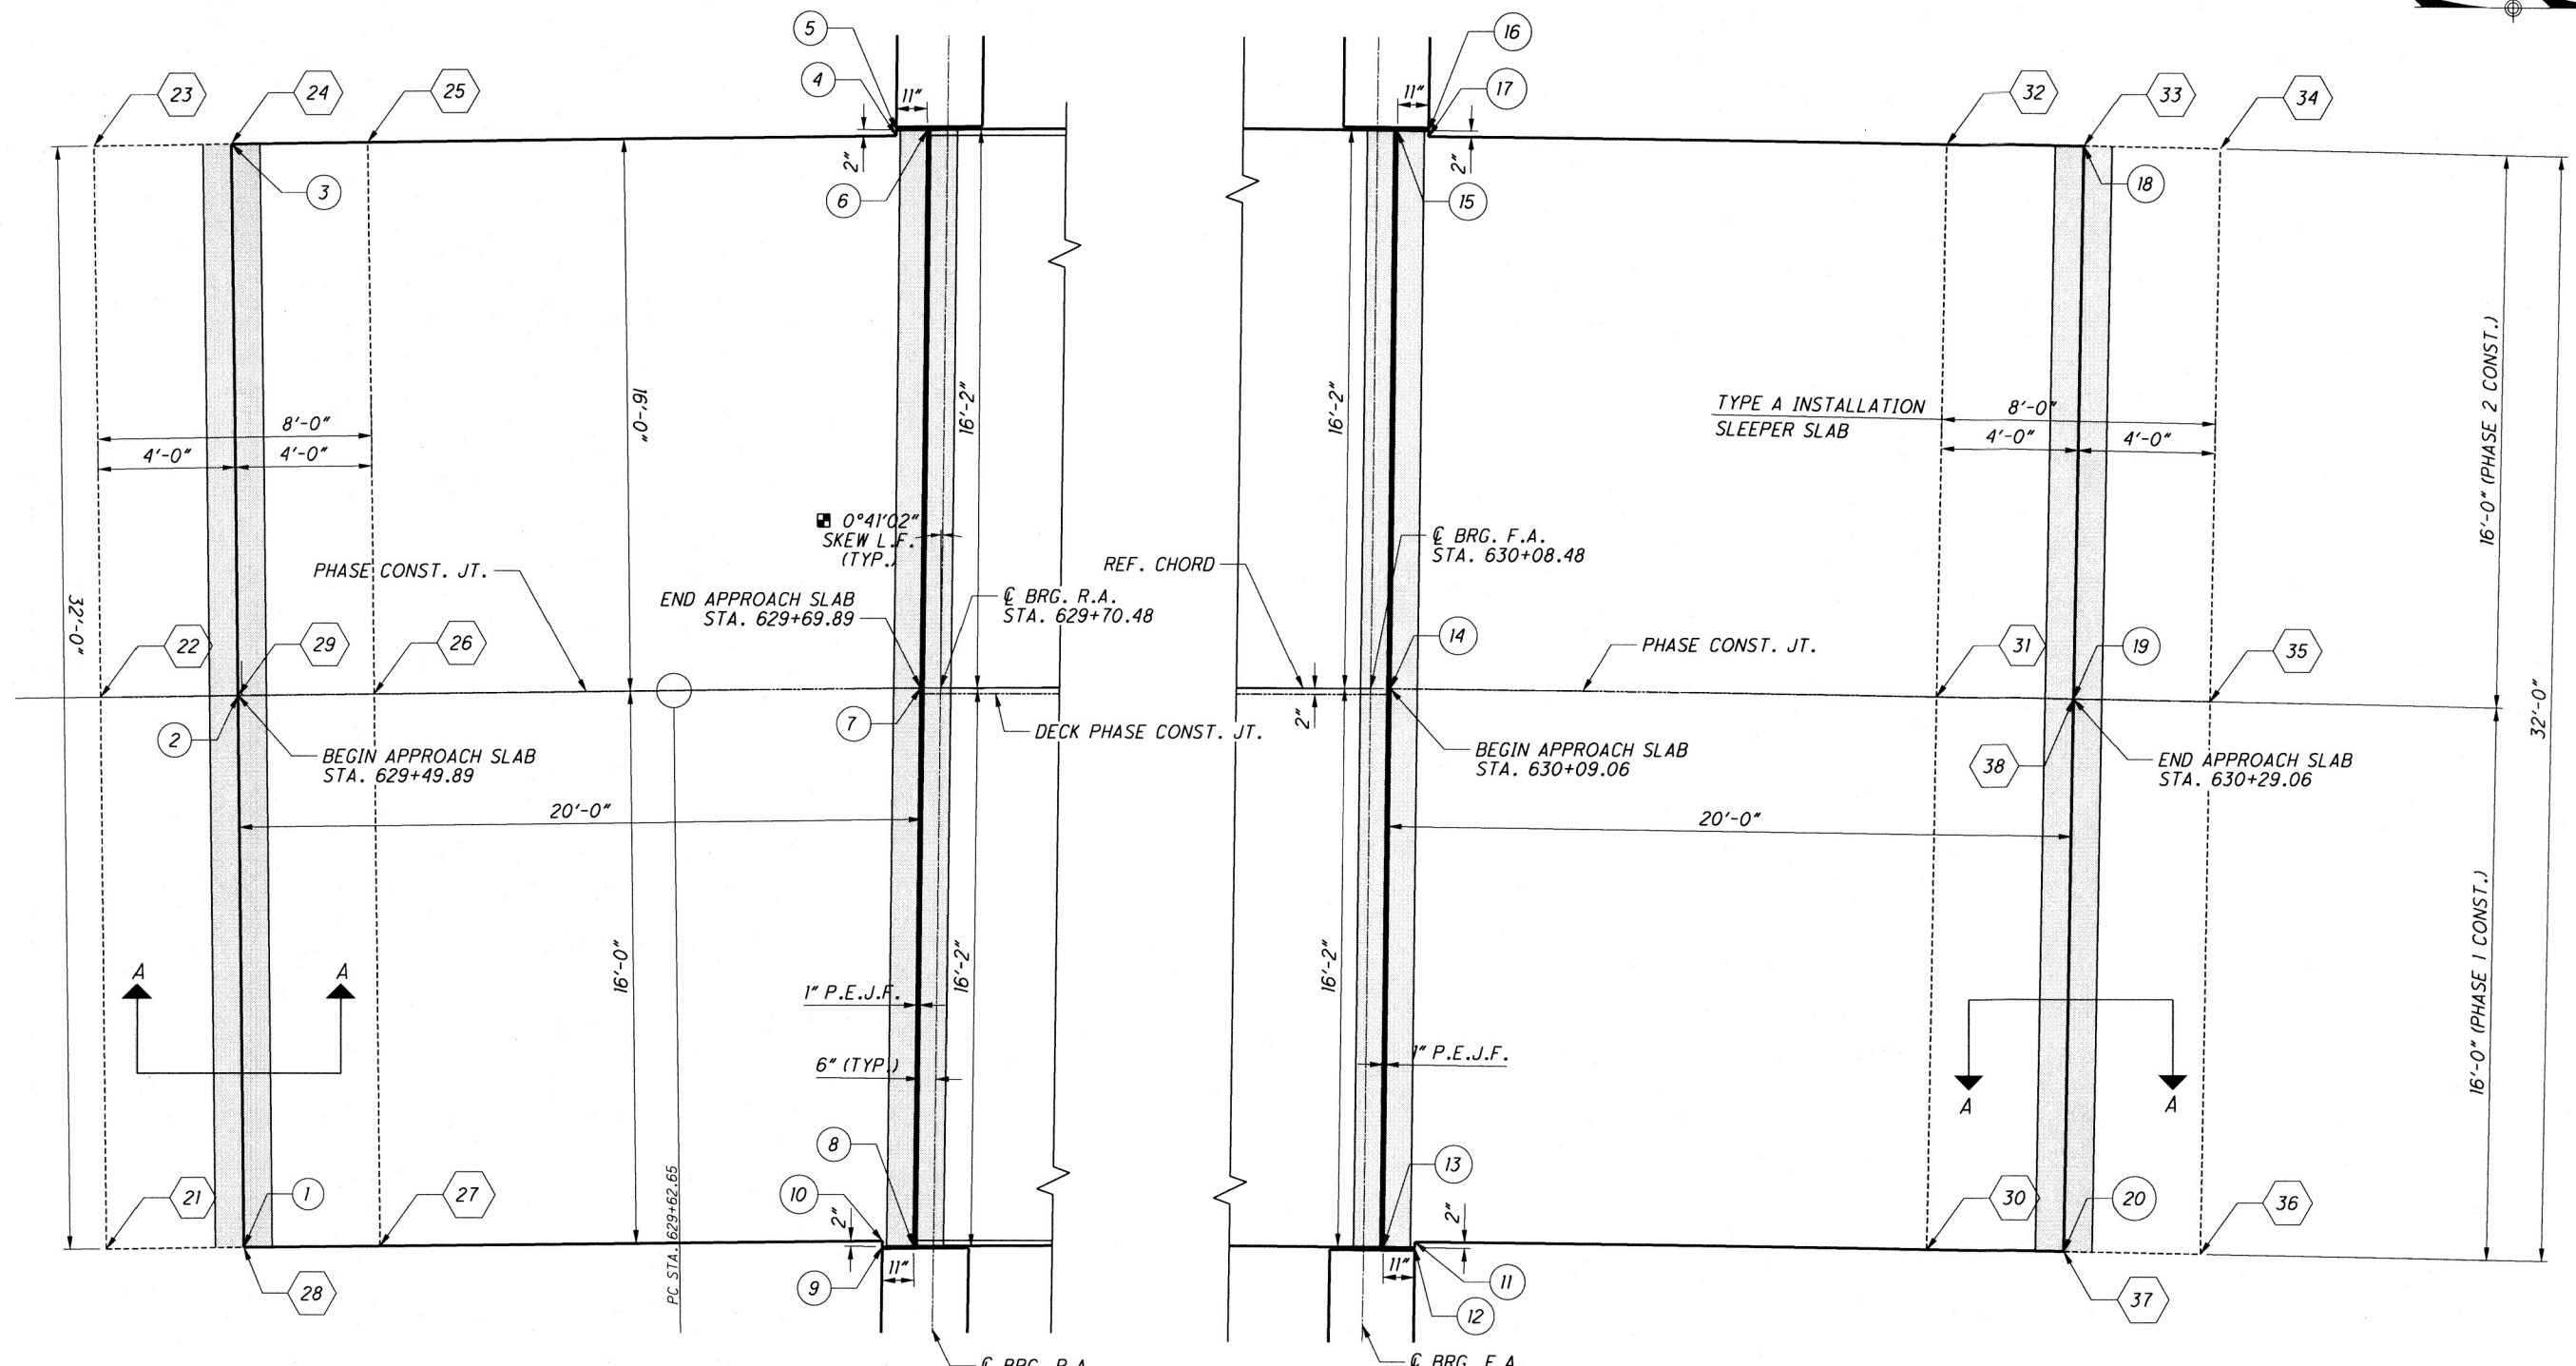 5
16
4
17
11"
11"
23
24
25
32
33
34
2"
2"
3
6
15
18
16'-0"
16'-2"
16'-2"
TYPE A INSTALLATION
SLEEPER SLAB
8'-0"
8'-0"
4'-0"
4'-0"
4'-0"
4'-0"
16'-0" (PHASE 2 CONST.)
0°41'02"
SKEW L.F.
(TYP.)
℄ BRG. F.A.
STA. 630+08.48
PHASE CONST. JT.
REF. CHORD
END APPROACH SLAB
STA. 629+69.89
℄ BRG. R.A.
STA. 629+70.48
32'-0"
22
29
26
14
PHASE CONST. JT.
31
19
35
32'-0"
2
7
2"
DECK PHASE CONST. JT.
BEGIN APPROACH SLAB
STA. 629+49.89
BEGIN APPROACH SLAB
STA. 630+09.06
38
END APPROACH SLAB
STA. 630+29.06
20'-0"
20'-0"
16'-0"
16'-2"
16'-2"
16'-0" (PHASE 1 CONST.)
A
A
1" P.E.J.F.
1" P.E.J.F.
6" (TYP.)
A
A
8
13
PC STA. 629+62.65
21
1
27
10
2"
2"
30
20
36
9
11"
11"
11
28
12
37
℄ BRG. R.A.
℄ BRG. F.A.